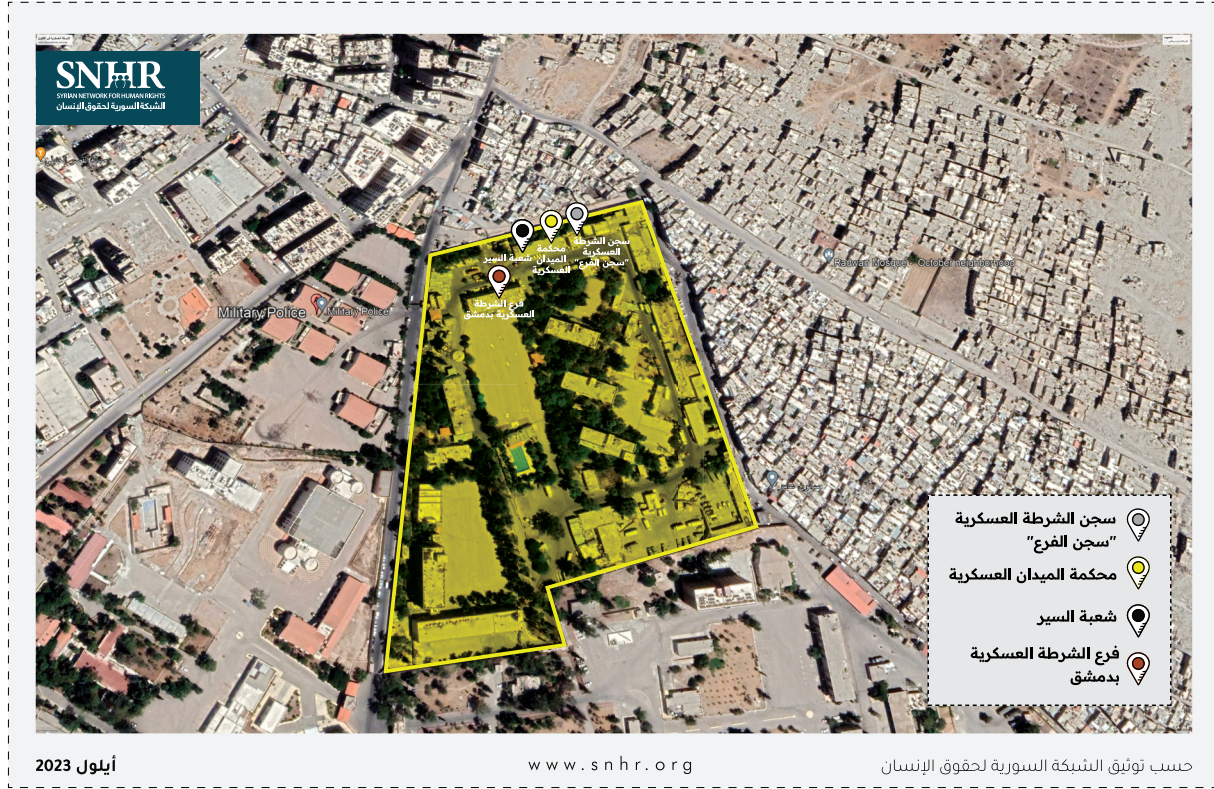 SNHR
SYRIAN NETWORK FOR HUMAN RIGHTS
الشبكة السورية لحقوق الإنسان
سجن الشرطة
العسكرية
"سجن الفرع"
محكمة
الميدان
العسكرية
شعبة السير
فرع الشرطة
العسكرية بدمشق
Military Police
Military Police
Radwan Mosque - October neighborhood
سجن الشرطة العسكرية
"سجن الفرع"
محكمة الميدان العسكرية
شعبة السير
فرع الشرطة العسكرية
بدمشق
حسب توثيق الشبكة السورية لحقوق الإنسان
www.snhr.org
أيلول 2023